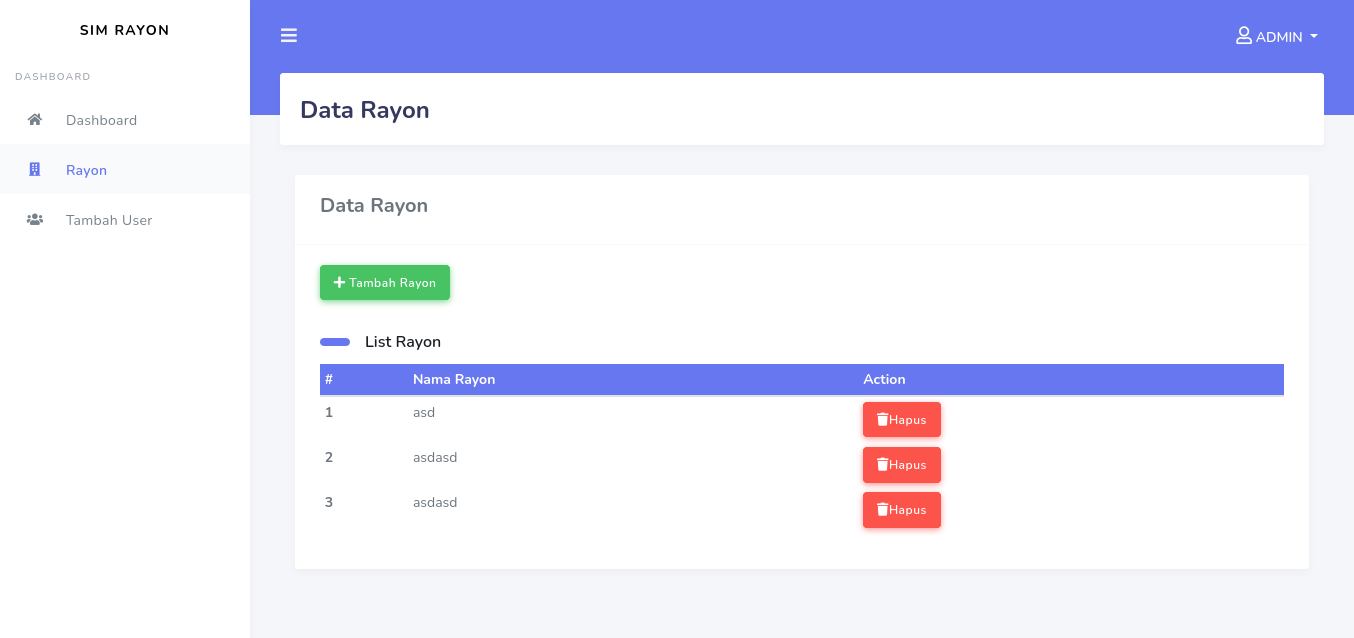 SIM RAYON
ADMIN
DASHBOARD
Dashboard
Rayon
Tambah User
Data Rayon
Data Rayon
Tambah Rayon
List Rayon
# Nama Rayon Action
1 asd Hapus
2 asdasd Hapus
3 asdasd Hapus